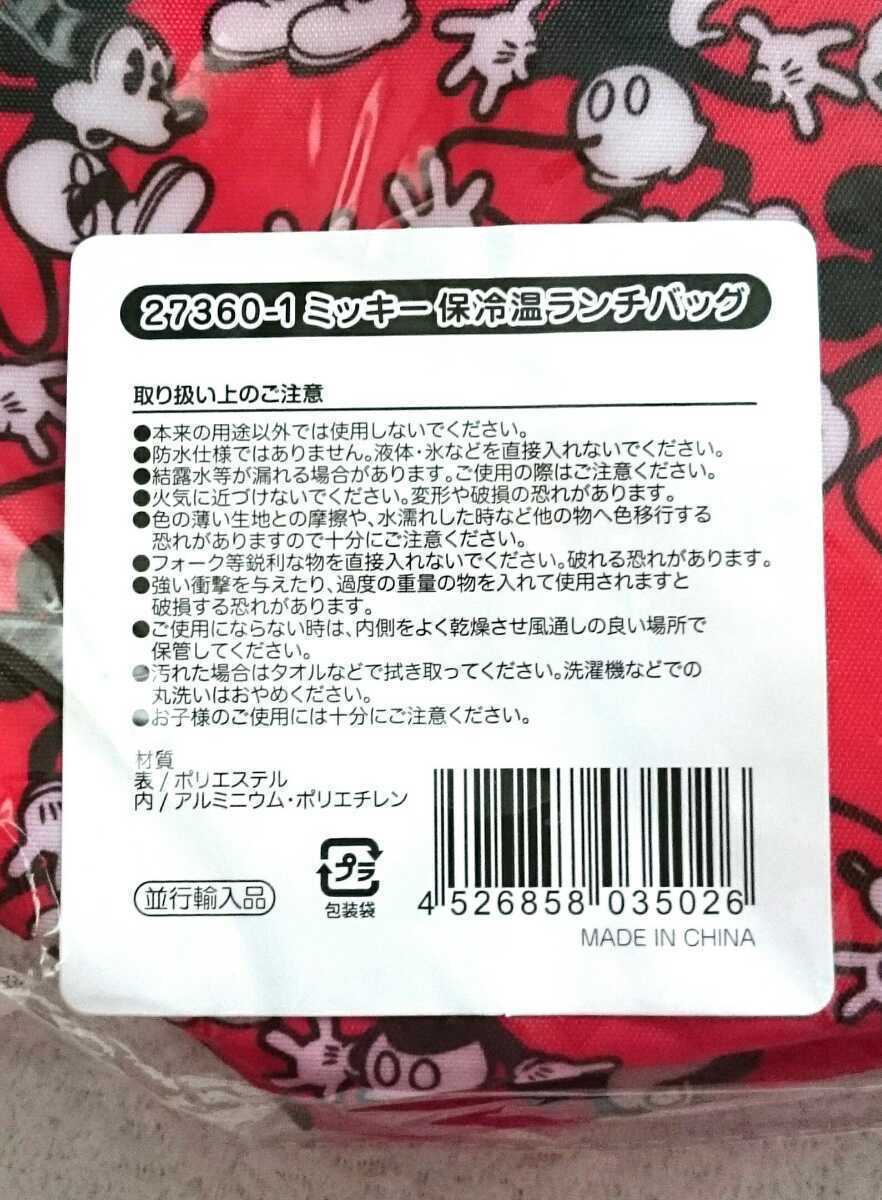 27360-1 ミッキー 保冷温ランチバッグ
取り扱い上のご注意
●本来の用途以外では使用しないでください。
●防水仕様ではありません。液体・氷などを直接入れないでください。
●結露水等が漏れる場合があります。ご使用の際はご注意ください。
●火気に近づけないでください。変形や破損の恐れがあります。
●色の薄い生地との摩擦や、水濡れした時など他の物へ色移行する
恐れがありますので十分にご注意ください。
●フォーク等鋭利な物を直接入れないでください。破れる恐れがあります。
●強い衝撃を与えたり、過度の重量の物を入れて使用されますと
破損する恐れがあります。
●ご使用にならない時は、内側をよく乾燥させ風通しの良い場所で
保管してください。
●汚れた場合はタオルなどで拭き取ってください。洗濯機などでの
丸洗いはおやめください。
●お子様のご使用には十分にご注意ください。
材質
表/ポリエステル
内/アルミニウム・ポリエチレン
並行輸入品
プラ
包装袋
4 526858 035026
MADE IN CHINA